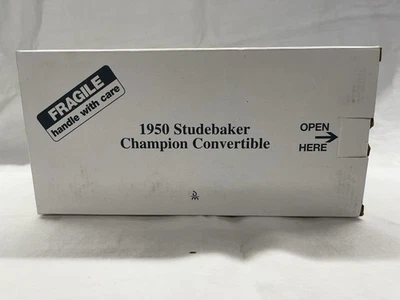 FRAGILE
handle with care
1950 Studebaker
Champion Convertible
OPEN
HERE